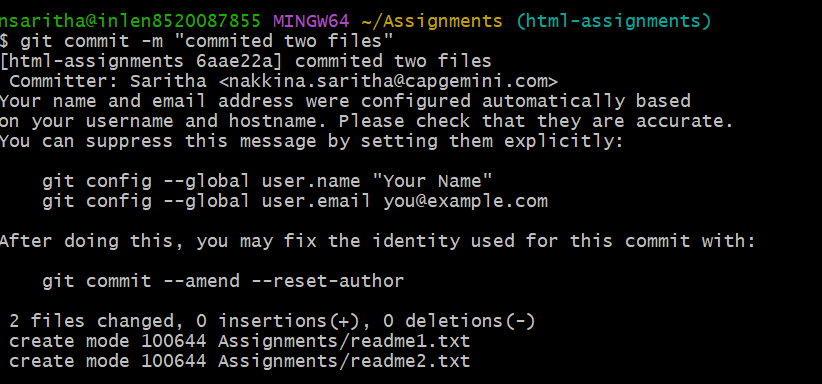 nsaritha@inlen8520087855 MINGW64 ~/Assignments (html-assignments)
$ git commit -m "commited two files"
[html-assignments 6aae22a] commited two files
 Committer: Saritha <nakkina.saritha@capgemini.com>
Your name and email address were configured automatically based
on your username and hostname. Please check that they are accurate.
You can suppress this message by setting them explicitly:

    git config --global user.name "Your Name"
    git config --global user.email you@example.com

After doing this, you may fix the identity used for this commit with:

    git commit --amend --reset-author

 2 files changed, 0 insertions(+), 0 deletions(-)
 create mode 100644 Assignments/readme1.txt
 create mode 100644 Assignments/readme2.txt